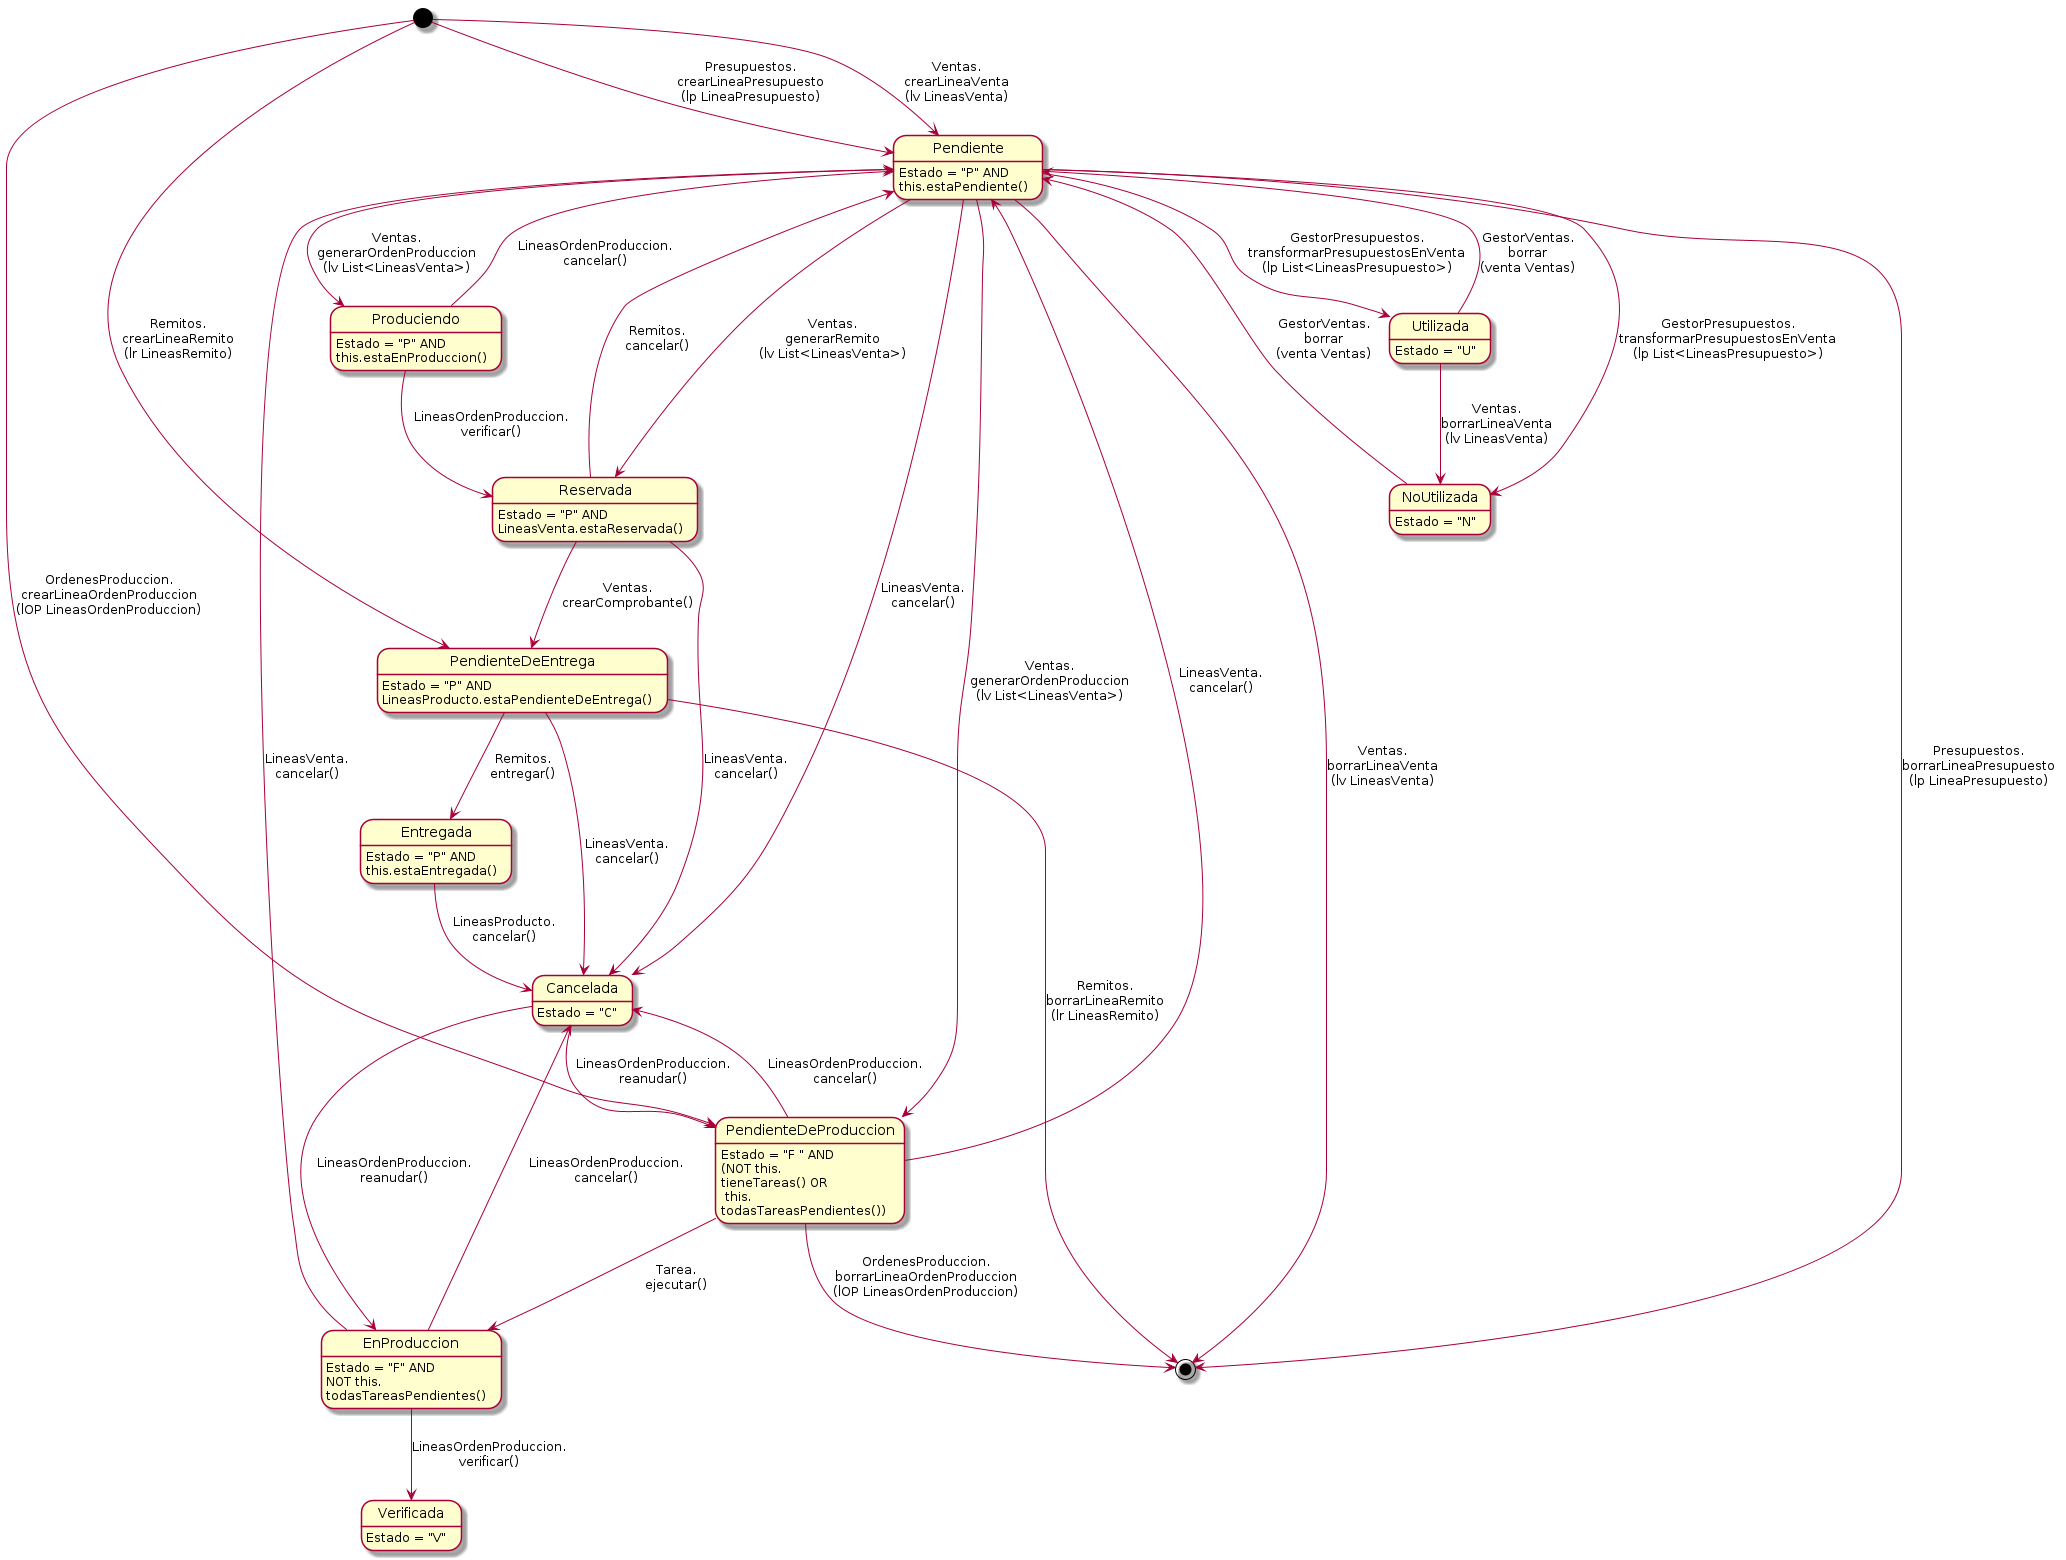 Presupuestos.
crearLineaPresupuesto
(lp LineaPresupuesto)
Ventas.
crearLineaVenta
(lv LineasVenta)
Pendiente
Estado = "P" AND
this.estaPendiente()
Ventas.
generarOrdenProduccion
(lv List<LineasVenta>)
LineasOrdenProduccion.
cancelar()
GestorPresupuestos.
transformarPresupuestosEnVenta
(lp List<LineasPresupuesto>)
GestorVentas.
borrar
(venta Ventas)
Produciendo
Estado = "P" AND
this.estaEnProduccion()
Remitos.
crearLineaRemito
(lr LineasRemito)
Remitos.
cancelar()
Ventas.
generarRemito
(lv List<LineasVenta>)
GestorVentas.
borrar
(venta Ventas)
Utilizada
Estado = "U"
GestorPresupuestos.
transformarPresupuestosEnVenta
(lp List<LineasPresupuesto>)
LineasOrdenProduccion.
verificar()
Ventas.
borrarLineaVenta
(lv LineasVenta)
Reservada
Estado = "P" AND
LineasVenta.estaReservada()
NoUtilizada
Estado = "N"
OrdenesProduccion.
crearLineaOrdenProduccion
(lOP LineasOrdenProduccion)
Ventas.
crearComprobante()
LineasVenta.
cancelar()
PendienteDeEntrega
Estado = "P" AND
LineasProducto.estaPendienteDeEntrega()
Ventas.
generarOrdenProduccion
(lv List<LineasVenta>)
LineasVenta.
cancelar()
LineasVenta.
cancelar()
Remitos.
entregar()
LineasVenta.
cancelar()
Ventas.
borrarLineaVenta
(lv LineasVenta)
Presupuestos.
borrarLineaPresupuesto
(lp LineaPresupuesto)
Entregada
Estado = "P" AND
this.estaEntregada()
LineasVenta.
cancelar()
LineasProducto.
cancelar()
Cancelada
Estado = "C"
Remitos.
borrarLineaRemito
(lr LineasRemito)
LineasOrdenProduccion.
reanudar()
LineasOrdenProduccion.
cancelar()
PendienteDeProduccion
Estado = "F " AND
(NOT this.
tieneTareas() OR
this.
todasTareasPendientes())
LineasOrdenProduccion.
reanudar()
LineasOrdenProduccion.
cancelar()
Tarea.
ejecutar()
OrdenesProduccion.
borrarLineaOrdenProduccion
(lOP LineasOrdenProduccion)
EnProduccion
Estado = "F" AND
NOT this.
todasTareasPendientes()
LineasOrdenProduccion.
verificar()
Verificada
Estado = "V"